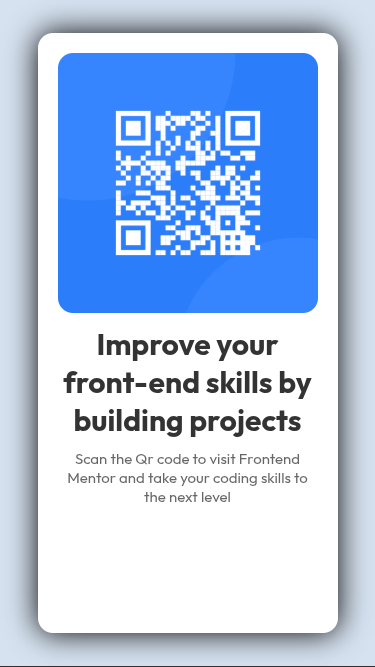 Improve your
front-end skills by
building projects
Scan the Qr code to visit Frontend
Mentor and take your coding skills to
the next level